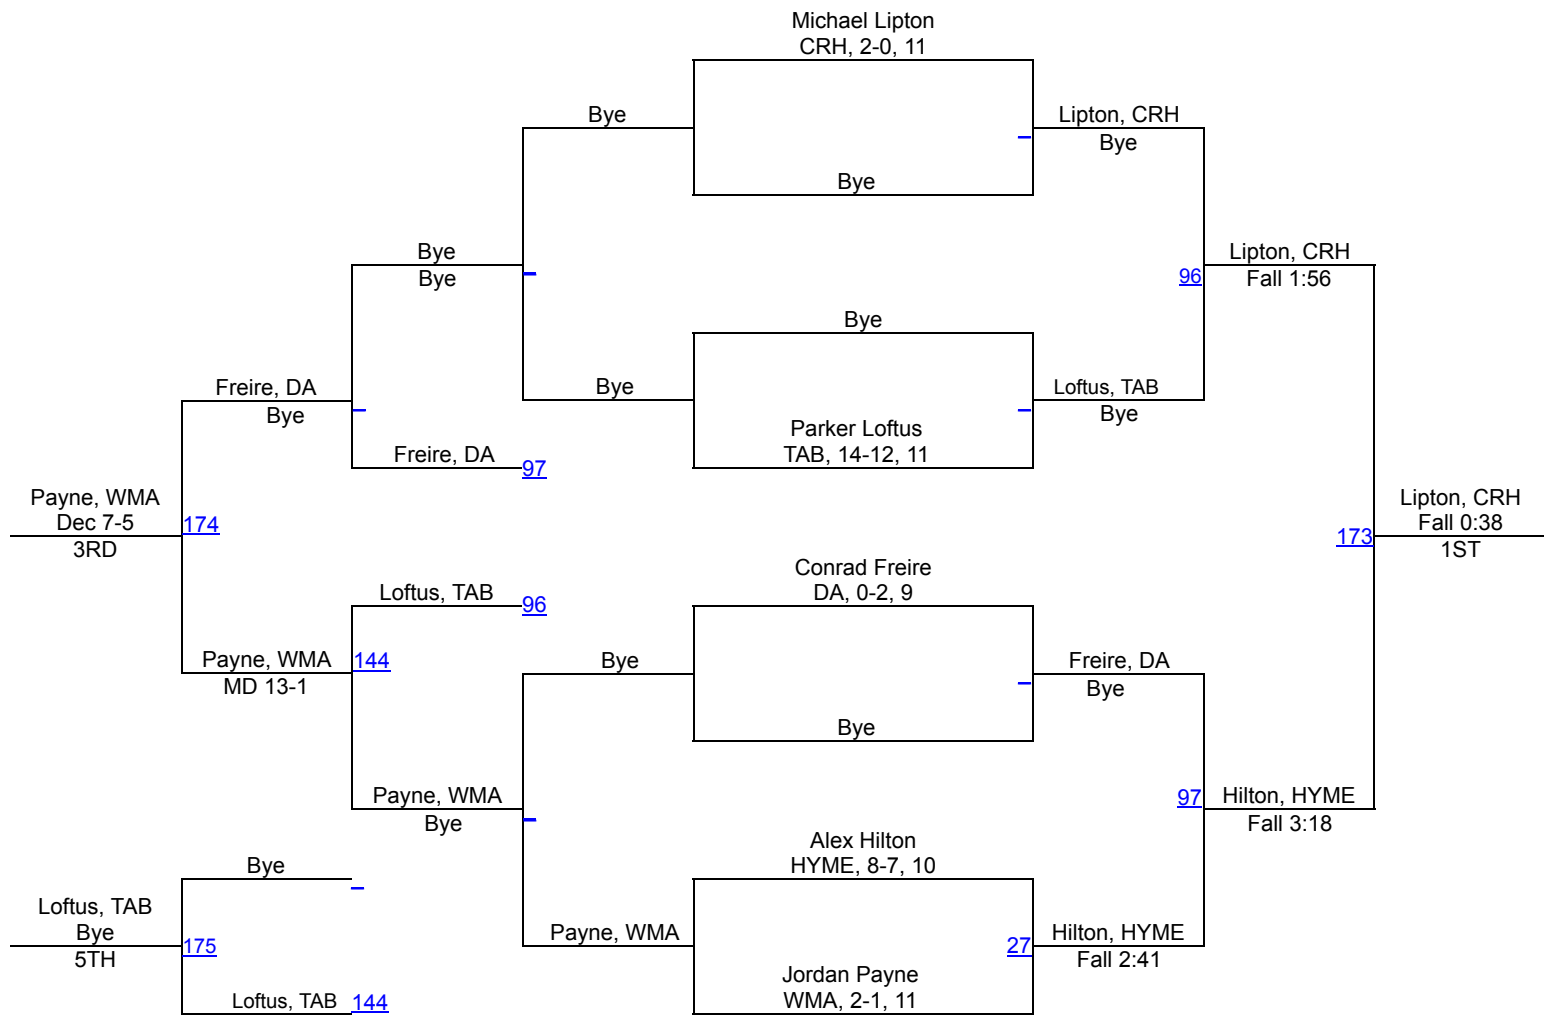 Michael Lipton
CRH, 2-0, 11
Bye
Lipton, CRH
Bye
Bye
Bye
Bye
Lipton, CRH
96
Fall 1:56
Bye
Freire, DA
Bye
Bye
Loftus, TAB
Bye
Parker Loftus
TAB, 14-12, 11
Freire, DA
97
Payne, WMA
Dec 7-5
174
3RD
Lipton, CRH
Fall 0:38
173
1ST
Conrad Freire
DA, 0-2, 9
Loftus, TAB
96
Payne, WMA
144
MD 13-1
Bye
Freire, DA
Bye
Bye
Payne, WMA
Bye
97
Hilton, HYME
Fall 3:18
Alex Hilton
HYME, 8-7, 10
Bye
Loftus, TAB
Bye
175
5TH
Payne, WMA
27
Hilton, HYME
Fall 2:41
Jordan Payne
WMA, 2-1, 11
Loftus, TAB
144